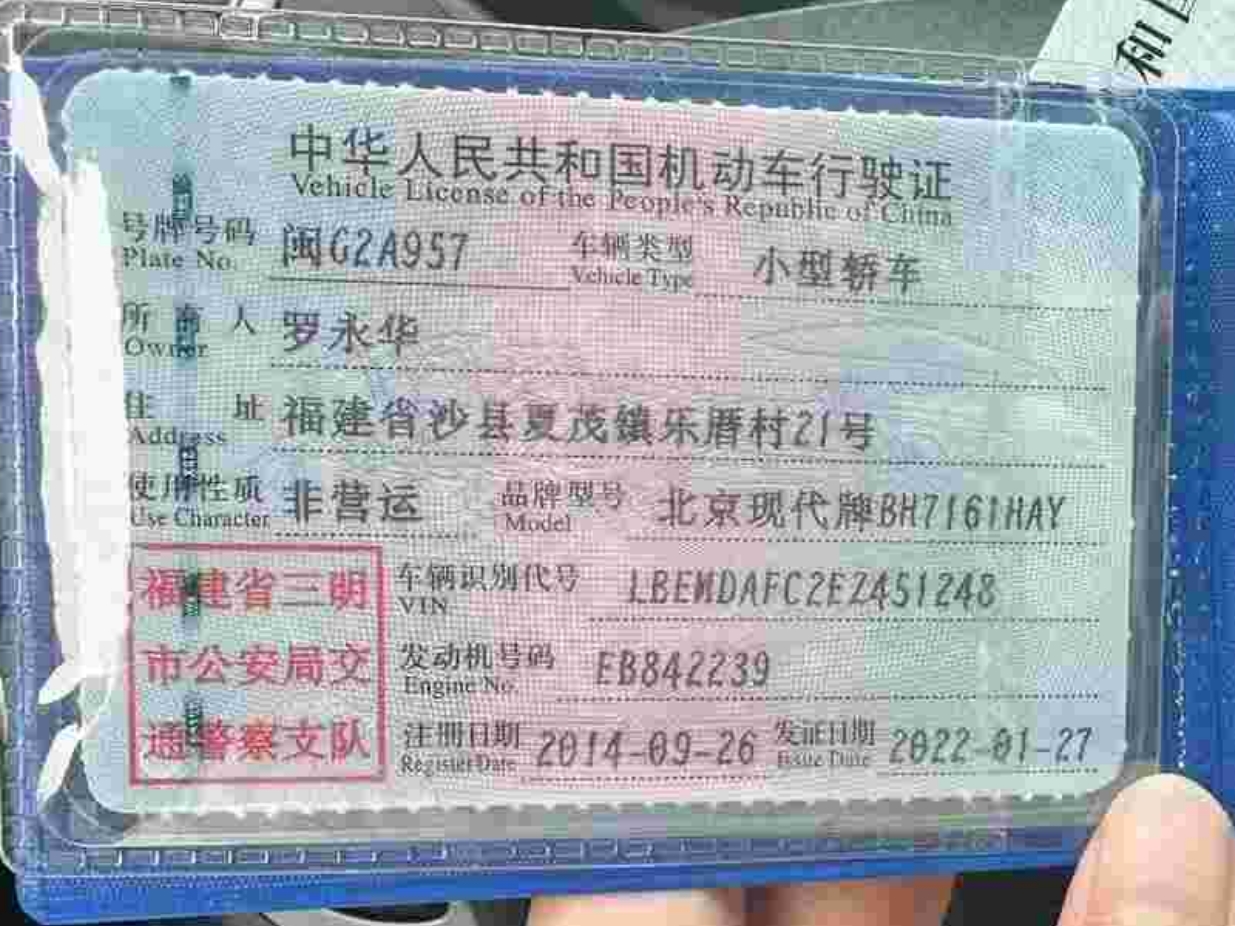 和
中华人民共和国机动车行驶证
Vehicle License of the People's Republic of China
号牌号码 闽G2A957 车辆类型 小型轿车
Plate No. Vehicle Type
所有人 罗永华
Owner
住址 福建省沙县夏茂镇乐厝村21号
Address
使用性质 非营运 品牌型号 北京现代牌BH7161HAY
Use Character Model
福建省三明
市公安局交
通警察支队
车辆识别代号 LBEMDAFC2EZ451248
VIN
发动机号码 EB842239
Engine No.
注册日期 2014-09-26 发证日期 2022-01-27
Register Date Issue Date